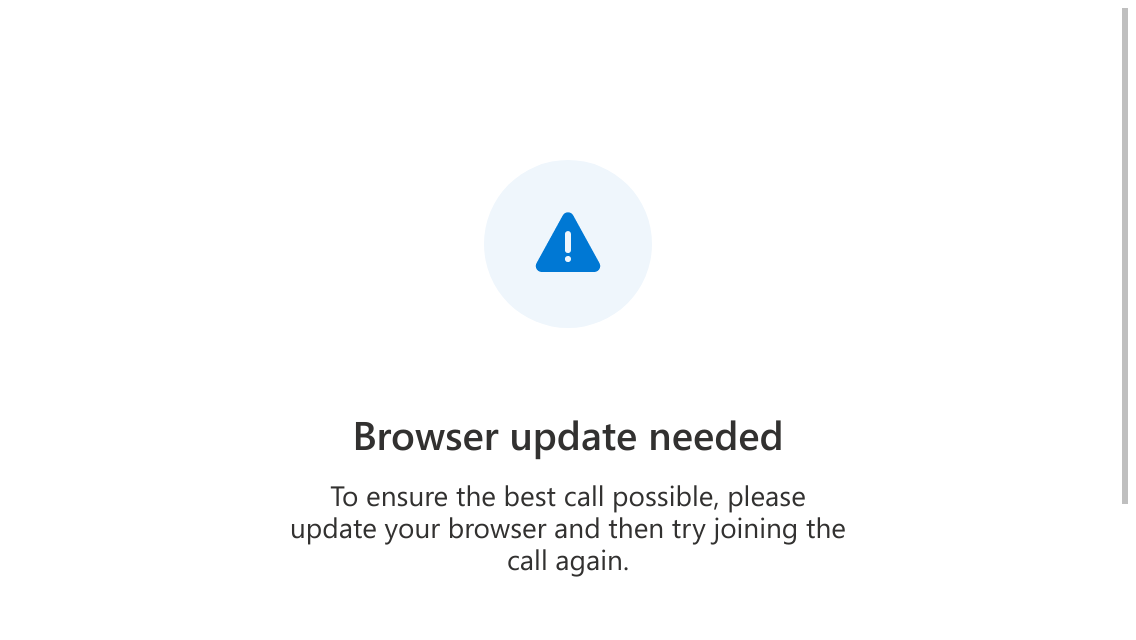 Browser update needed
To ensure the best call possible, please
update your browser and then try joining the
call again.